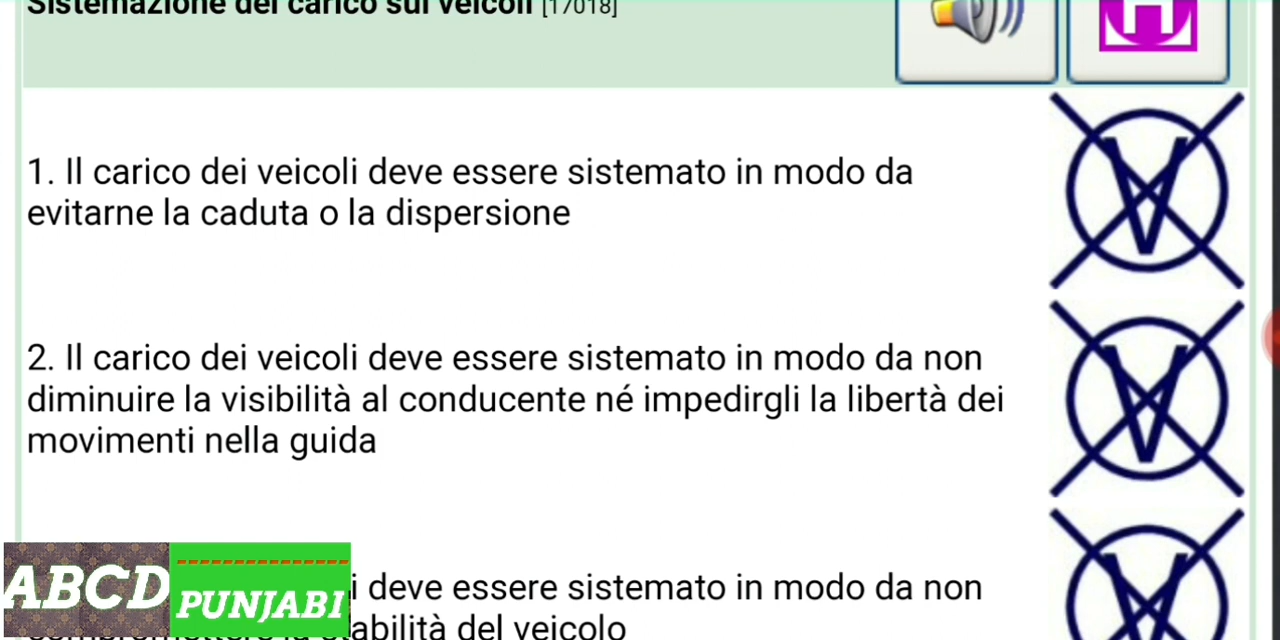 Sistemazione del carico sui veicoli [17018]
1. Il carico dei veicoli deve essere sistemato in modo da
evitarne la caduta o la dispersione
V
2. Il carico dei veicoli deve essere sistemato in modo da non
diminuire la visibilità al conducente né impedirgli la libertà dei
movimenti nella guida
V
i deve essere sistemato in modo da non
compromettere la stabilità del veicolo
V
ABCD
PUNJABI